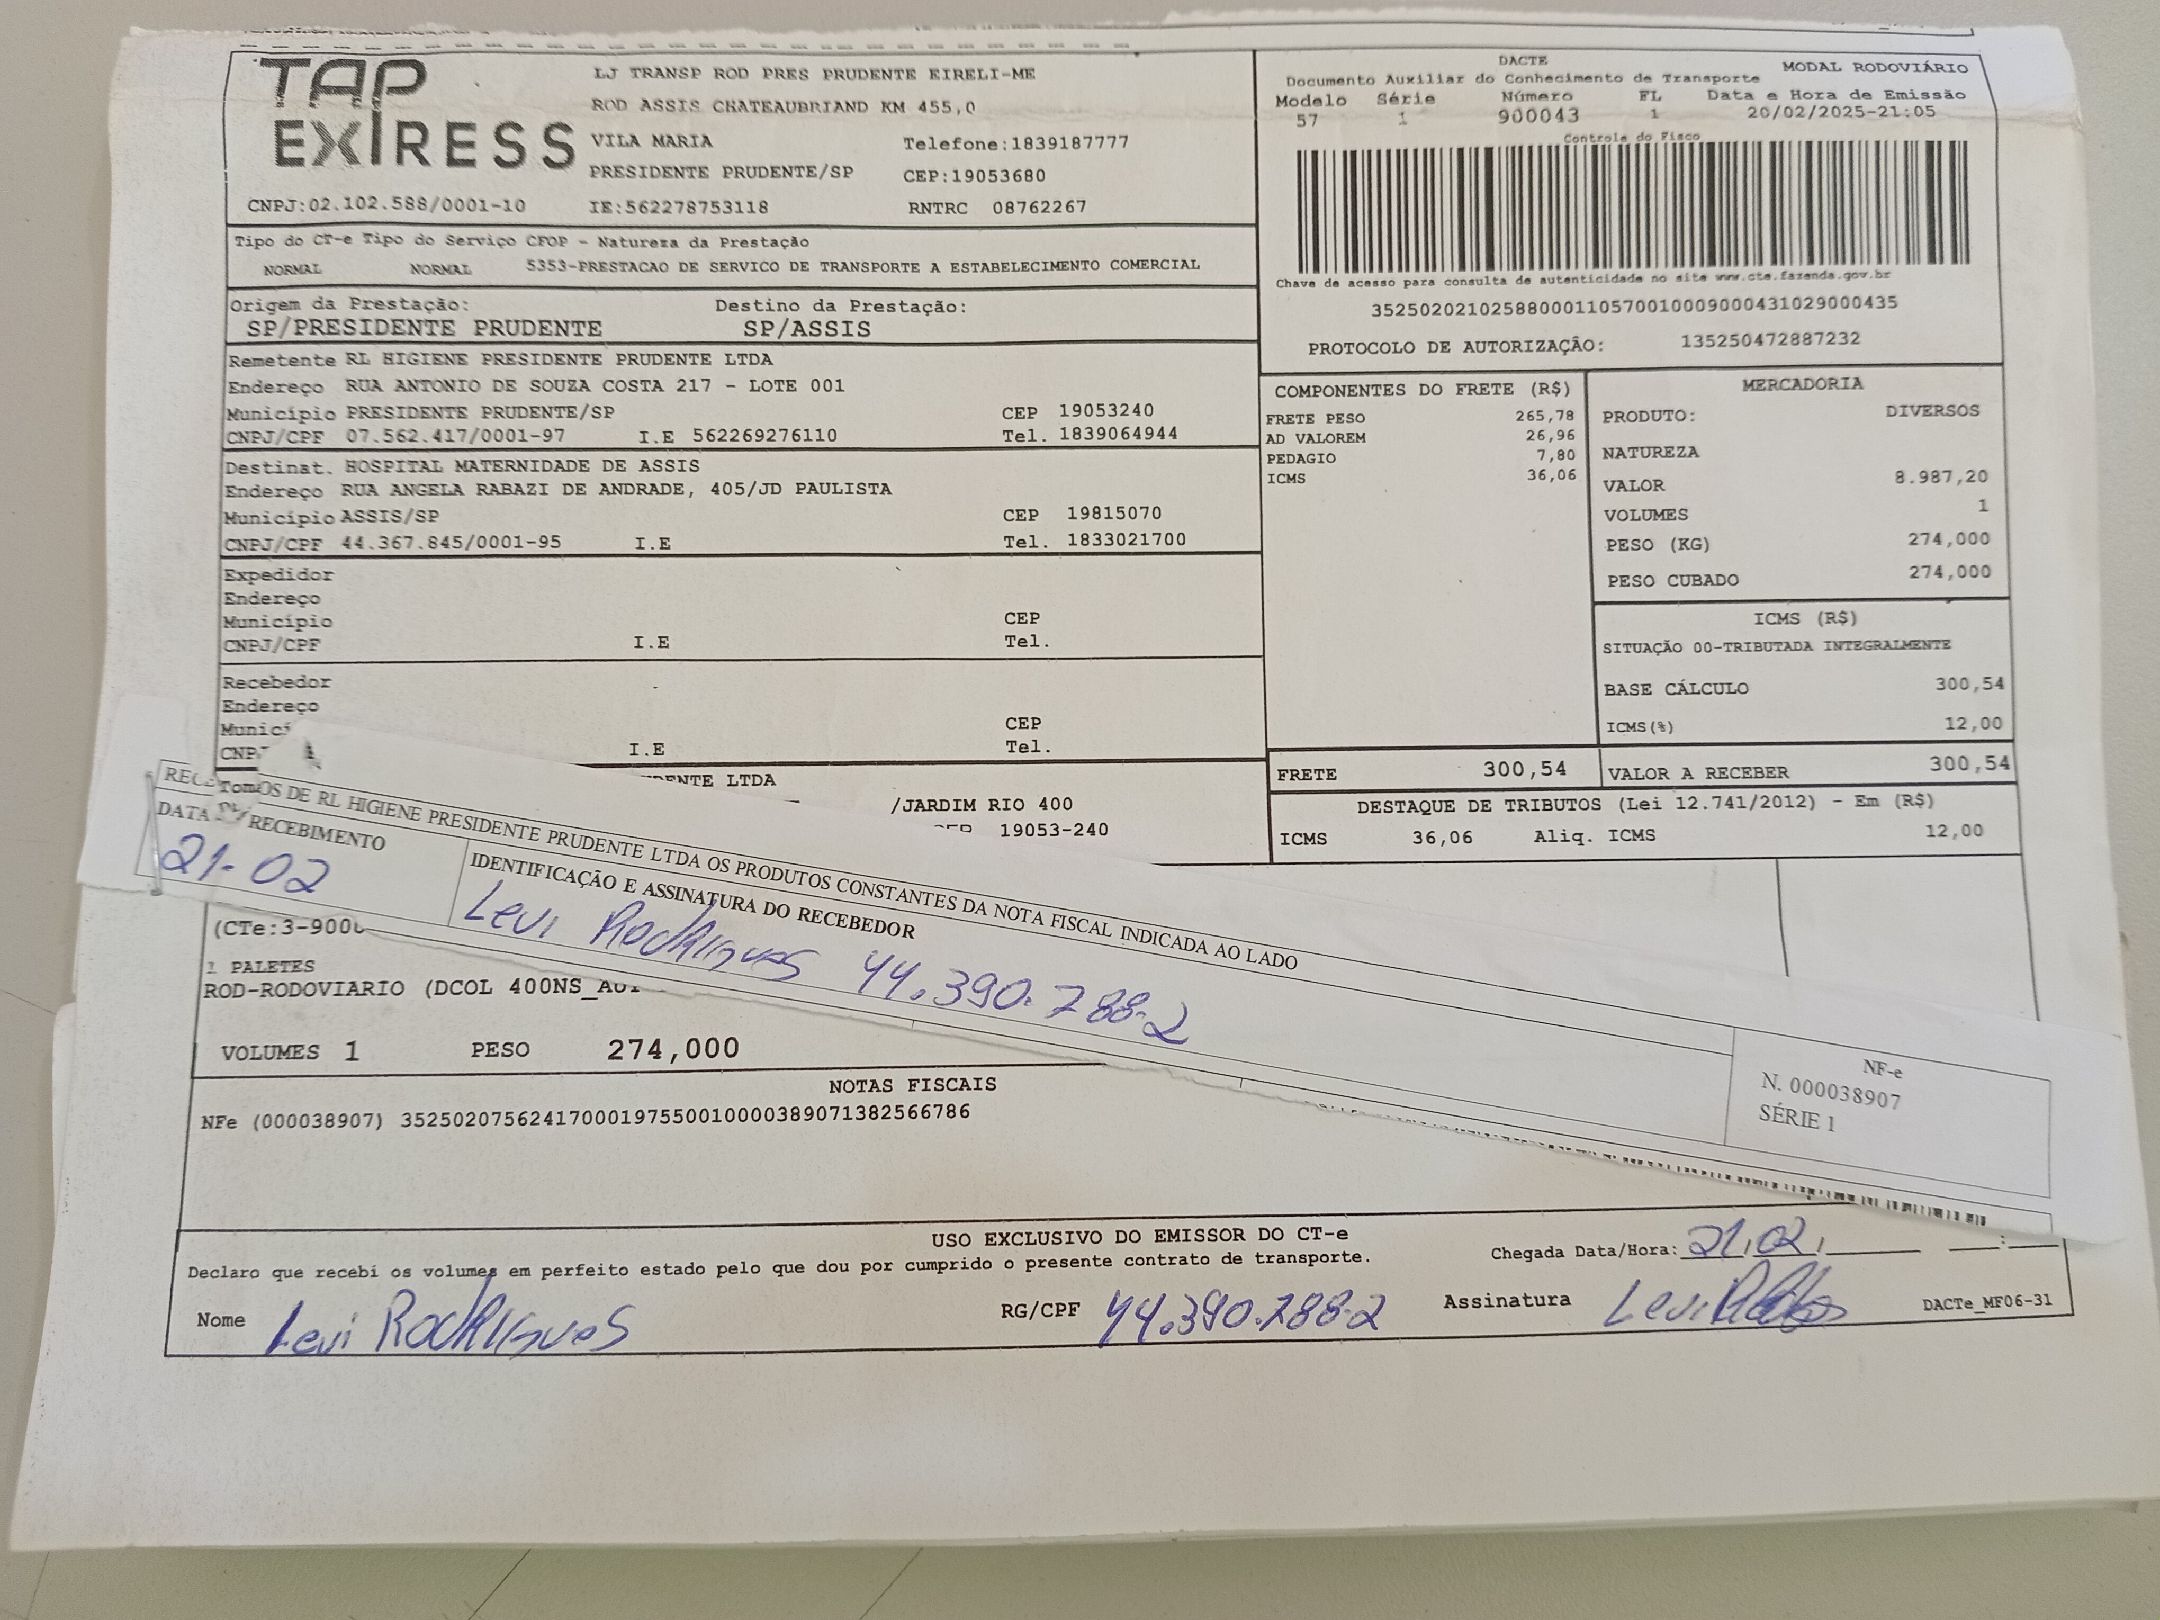 TAP
EXPRESS
LJ TRANSP ROD PRES PRUDENTE EIRELI-ME
ROD ASSIS CHATEAUBRIAND KM 455,0
VILA MARIA Telefone:1839187777
PRESIDENTE PRUDENTE/SP CEP:19053680
CNPJ:02.102.588/0001-10 IE:562278753118 RNTRC 08762267
DACTE
Documento Auxiliar do Conhecimento de Transporte MODAL RODOVIÁRIO
Modelo Série Número FL Data e Hora de Emissão
57 1 900043 1 20/02/2025-21:05
Controle do Fisco
Chave de acesso para consulta de autenticidade no site www.cte.fazenda.gov.br
35250202102588000110570010009000431029000435
PROTOCOLO DE AUTORIZAÇÃO: 135250472887232
Tipo do CT-e Tipo do Serviço CFOP - Natureza da Prestação
NORMAL NORMAL 5353-PRESTACAO DE SERVICO DE TRANSPORTE A ESTABELECIMENTO COMERCIAL
Origem da Prestação: Destino da Prestação:
SP/PRESIDENTE PRUDENTE SP/ASSIS
Remetente RL HIGIENE PRESIDENTE PRUDENTE LTDA
Endereço RUA ANTONIO DE SOUZA COSTA 217 - LOTE 001
Município PRESIDENTE PRUDENTE/SP CEP 19053240
CNPJ/CPF 07.562.417/0001-97 I.E 562269276110 Tel. 1839064944
Destinat. HOSPITAL MATERNIDADE DE ASSIS
Endereço RUA ANGELA RABAZI DE ANDRADE, 405/JD PAULISTA
Município ASSIS/SP CEP 19815070
CNPJ/CPF 44.367.845/0001-95 I.E Tel. 1833021700
Expedidor
Endereço
Município CEP
CNPJ/CPF I.E Tel.
Recebedor
Endereço
Municí CEP
CNP I.E Tel.
Tom DENTE LTDA
/JARDIM RIO 400
CEP 19053-240
COMPONENTES DO FRETE (R$)
FRETE PESO 265,78
AD VALOREM 26,96
PEDAGIO 7,80
ICMS 36,06
MERCADORIA
PRODUTO: DIVERSOS
NATUREZA
VALOR 8.987,20
VOLUMES 1
PESO (KG) 274,000
PESO CUBADO 274,000
ICMS (R$)
SITUAÇÃO 00-TRIBUTADA INTEGRALMENTE
BASE CÁLCULO 300,54
ICMS(%) 12,00
FRETE 300,54 VALOR A RECEBER 300,54
DESTAQUE DE TRIBUTOS (Lei 12.741/2012) - Em (R$)
ICMS 36,06 Aliq. ICMS 12,00
OS DE RL HIGIENE PRESIDENTE PRUDENTE LTDA OS PRODUTOS CONSTANTES DA NOTA FISCAL INDICADA AO LADO
DATA RECEBIMENTO
21-02
IDENTIFICAÇÃO E ASSINATURA DO RECEBEDOR
Levi Rodrigues 44.390.788-2
NF-e
N. 000038907
SÉRIE 1
(CTe:3-900
1 PALETES
ROD-RODOVIARIO (DCOL 400NS_AUT
VOLUMES 1 PESO 274,000
NOTAS FISCAIS
NFe (000038907) 35250207562417000197550010000389071382566786
USO EXCLUSIVO DO EMISSOR DO CT-e
Declaro que recebi os volumes em perfeito estado pelo que dou por cumprido o presente contrato de transporte.
Chegada Data/Hora: 21,02,
Nome Levi Rodrigues RG/CPF 44.390.788-2 Assinatura Levi
DACTe_MF06-31